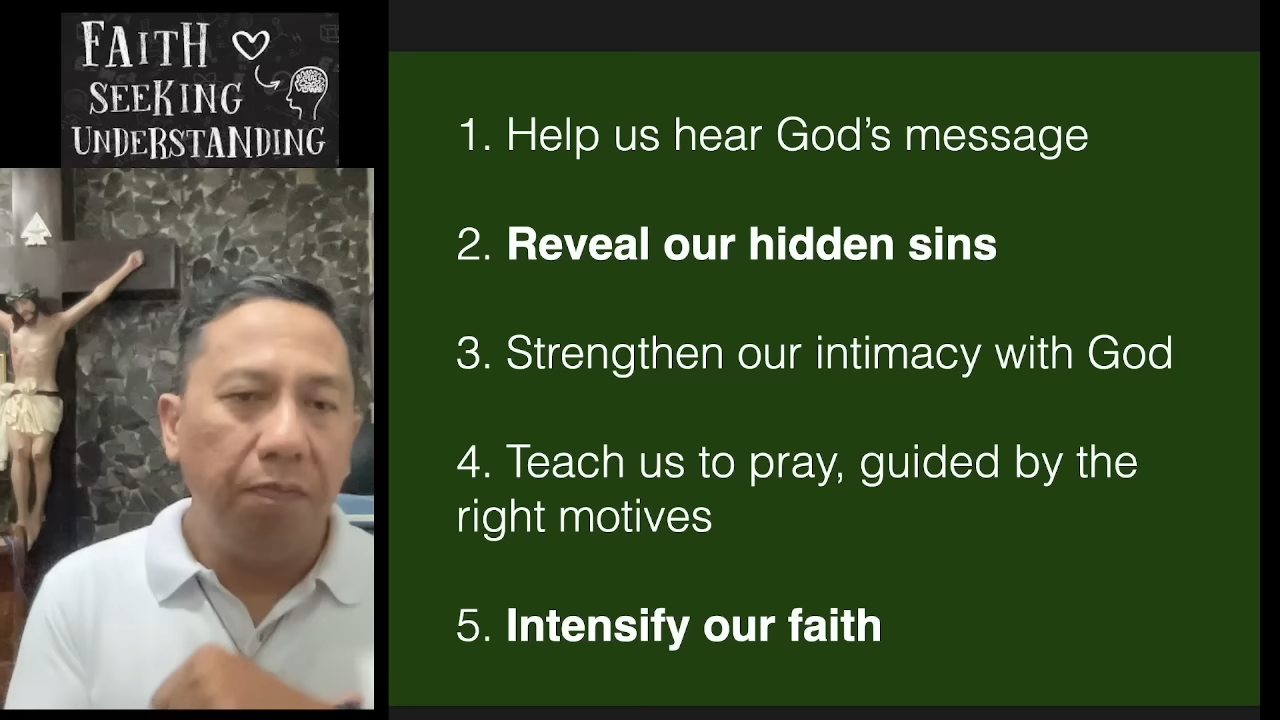 FAITH
SEEKING
UNDERSTANDING
1. Help us hear God’s message
2. Reveal our hidden sins
3. Strengthen our intimacy with God
4. Teach us to pray, guided by the
right motives
5. Intensify our faith